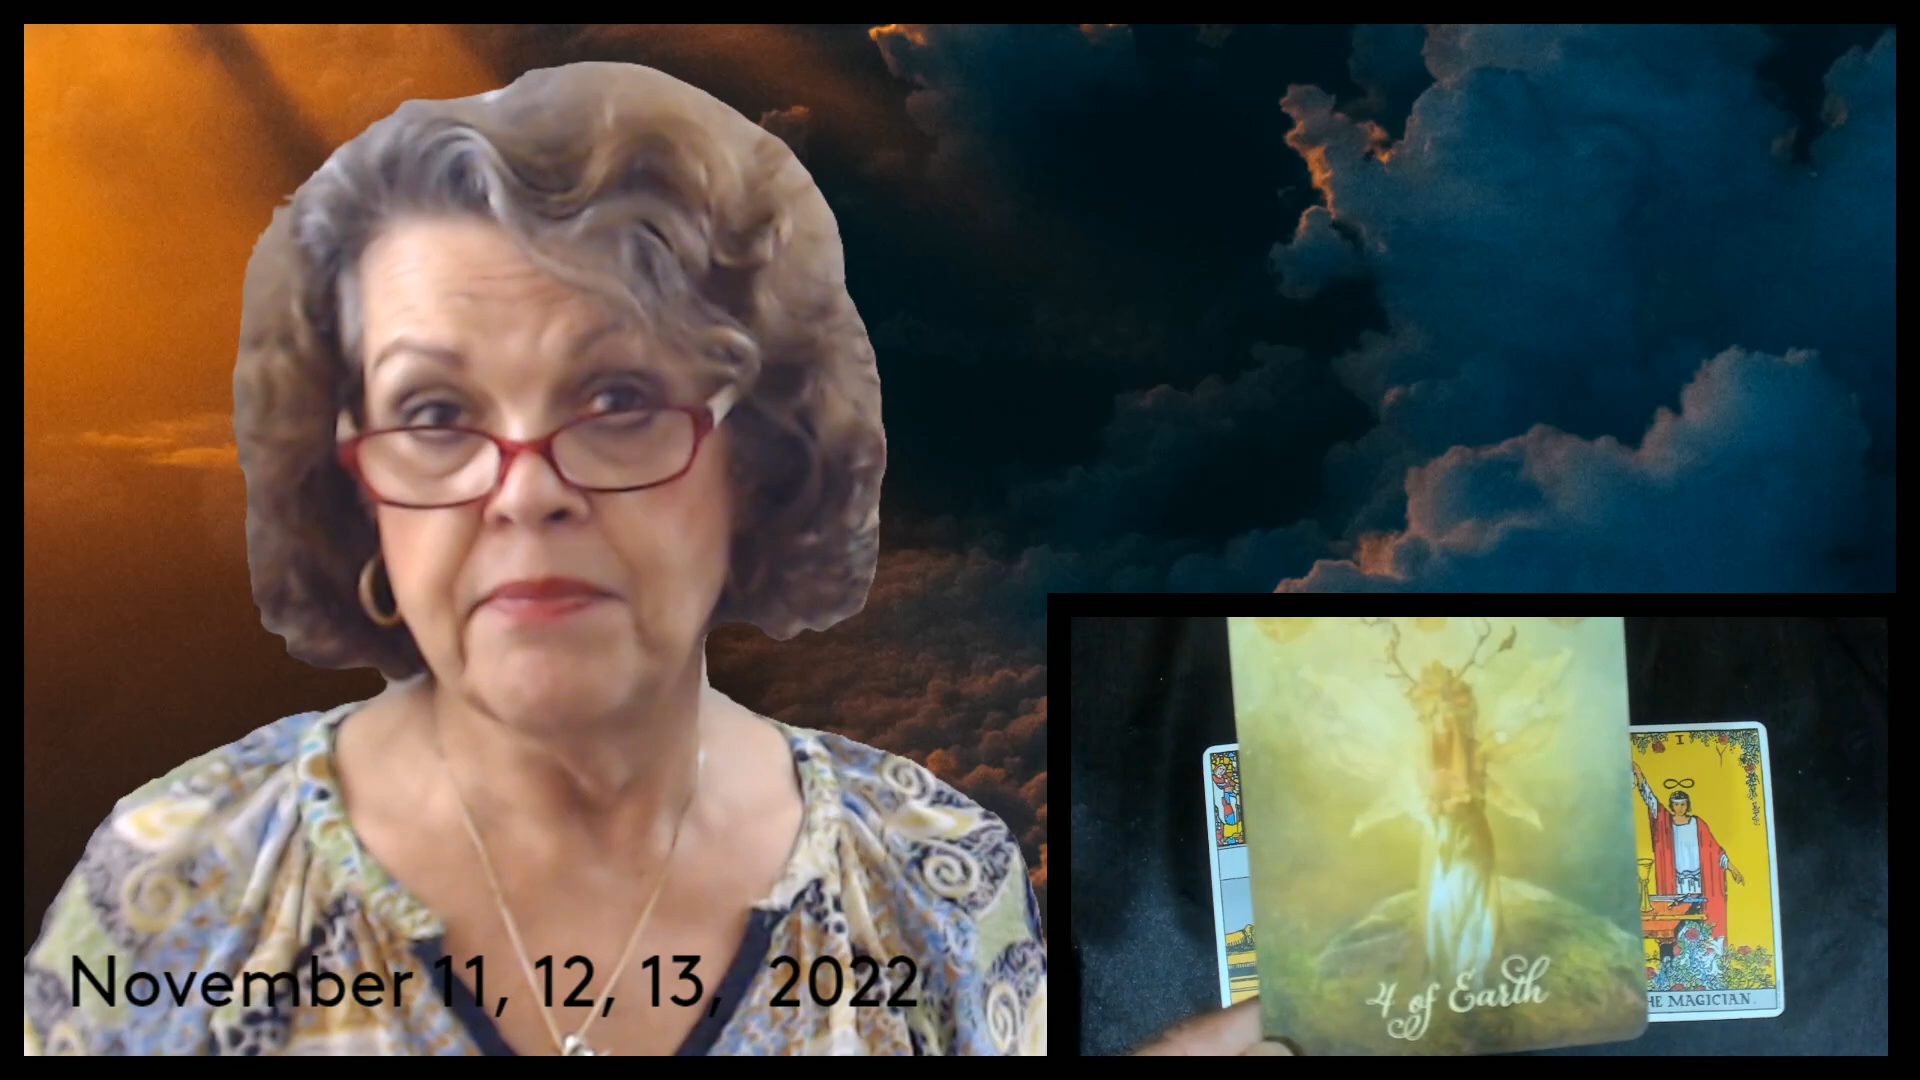 November 11, 12, 13, 2022
I
4 of Earth
HE MAGICIAN.